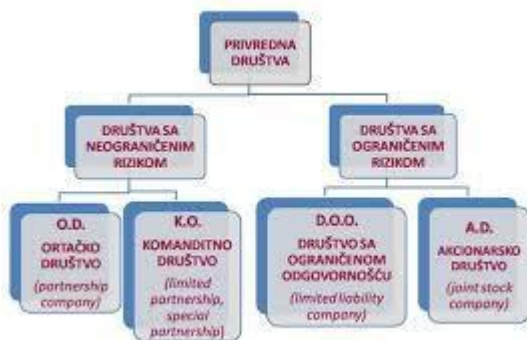 PRIVREDNA
DRUŠTVA
DRUŠTVA SA
NEOGRANIČENIM
RIZIKOM
DRUŠTVA SA
OGRANIČENIM
RIZIKOM
O.D.
ORTAČKO
DRUŠTVO
(partnership
company)
K.O.
KOMANDITNO
DRUŠTVO
(limited
partnership,
special
partnership)
D.O.O.
DRUŠTVO SA
OGRANIČENOM
ODGOVORNOŠĆU
(limited liability
company)
A.D.
AKCIONARSKO
DRUŠTVO
(joint stock
company)